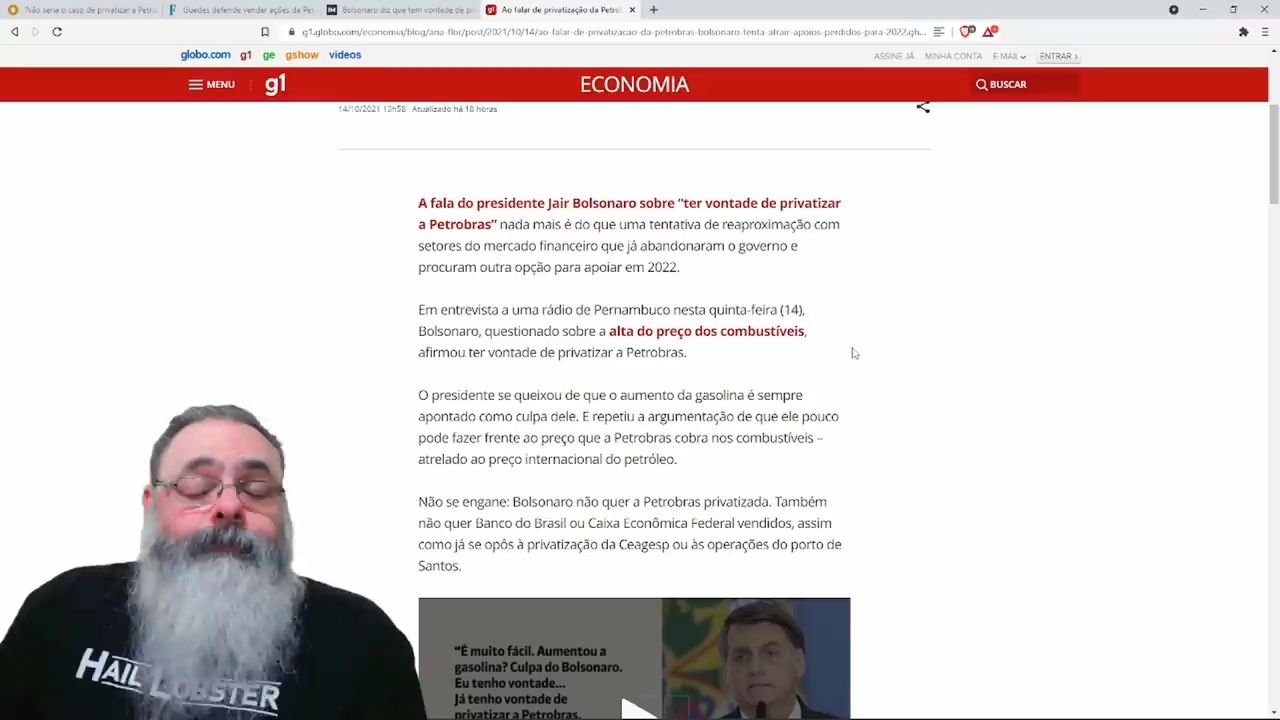 Não seria o caso de privatizar a Petro
Guedes defende vender ações da Pet
Bolsonaro diz que tem vontade de pr
Ao falar de privatização da Petrol
g1.globo.com/economia/blog/ana-flor/post/2021/10/14/ao-falar-de-privatizacao-da-petrobras-bolsonaro-tenta-atrair-apoios-perdidos-para-2022.gh...
globo.com g1 ge gshow videos
ASSINE JÁ MINHA CONTA E-MAIL ENTRAR ›
MENU g1 ECONOMIA BUSCAR
14/10/2021 13h58 Atualizado há 18 horas
A fala do presidente Jair Bolsonaro sobre “ter vontade de privatizar
a Petrobras” nada mais é do que uma tentativa de reaproximação com
setores do mercado financeiro que já abandonaram o governo e
procuram outra opção para apoiar em 2022.
Em entrevista a uma rádio de Pernambuco nesta quinta-feira (14),
Bolsonaro, questionado sobre a alta do preço dos combustíveis,
afirmou ter vontade de privatizar a Petrobras.
O presidente se queixou de que o aumento da gasolina é sempre
apontado como culpa dele. E repetiu a argumentação de que ele pouco
pode fazer frente ao preço que a Petrobras cobra nos combustíveis –
atrelado ao preço internacional do petróleo.
Não se engane: Bolsonaro não quer a Petrobras privatizada. Também
não quer Banco do Brasil ou Caixa Econômica Federal vendidos, assim
como já se opôs à privatização da Ceagesp ou às operações do porto de
Santos.
“É muito fácil. Aumentou a
gasolina? Culpa do Bolsonaro.
Eu tenho vontade...
Já tenho vontade de
privatizar a Petrobras.
HAIL LOBSTER